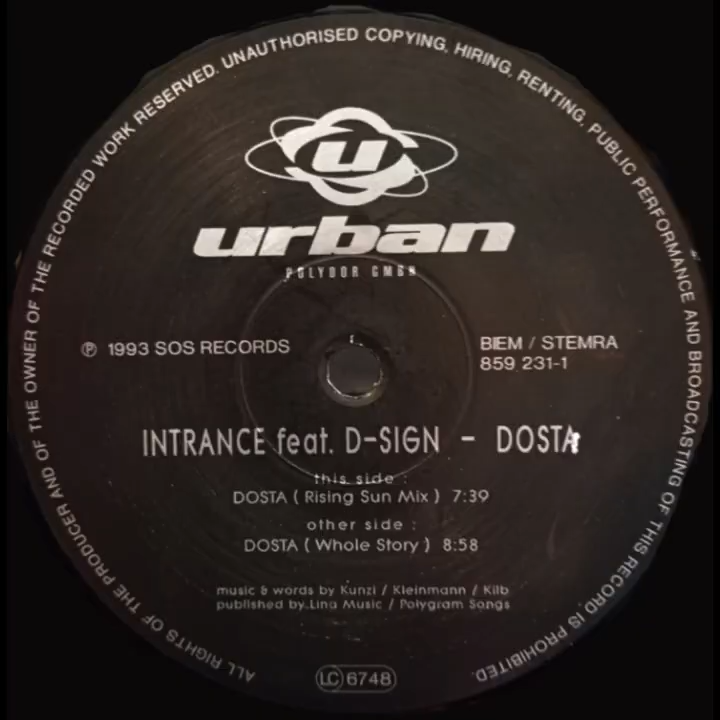 ALL RIGHTS OF THE PRODUCER AND OF THE OWNER OF THE RECORDED WORK RESERVED. UNAUTHORISED COPYING, HIRING, RENTING, PUBLIC PERFORMANCE AND BROADCASTING OF THIS RECORD IS PROHIBITED.
u
urban
POLYDOR GMBH
℗ 1993 SOS RECORDS
BIEM / STEMRA
859 231-1
INTRANCE feat. D-SIGN - DOSTA
this side :
DOSTA ( Rising Sun Mix ) 7:39
other side :
DOSTA ( Whole Story ) 8:58
music & words by Kunzi / Kleinmann / Kilb
published by Lina Music / Polygram Songs
LC 6748